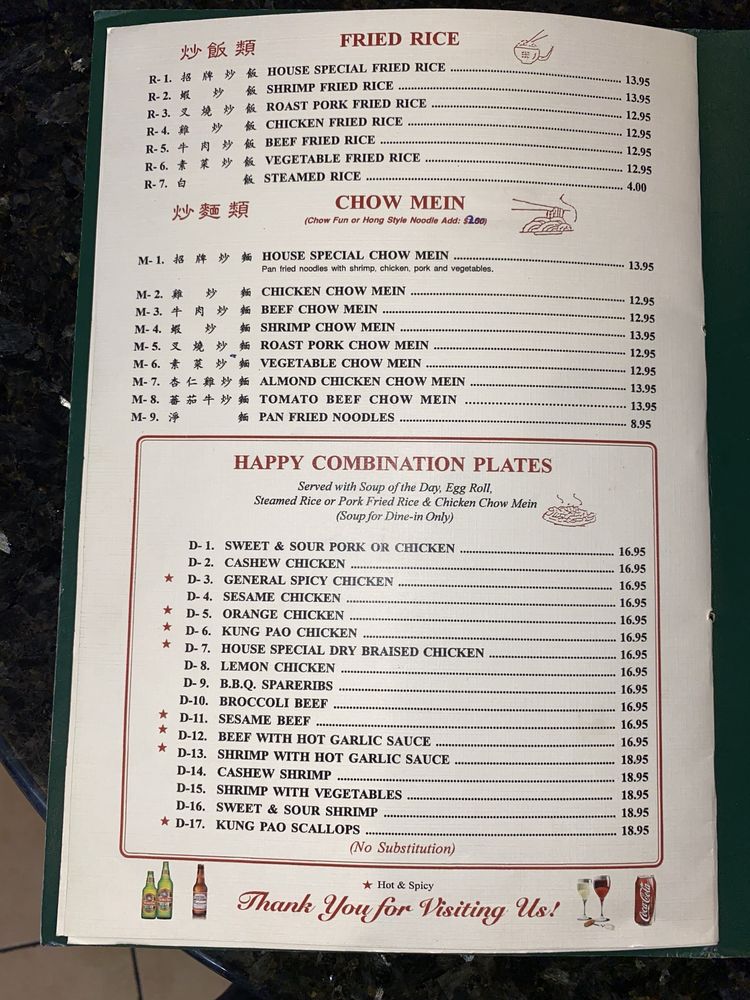 炒飯類 FRIED RICE
R- 1. 招牌炒飯 HOUSE SPECIAL FRIED RICE 13.95
R- 2. 蝦炒飯 SHRIMP FRIED RICE 13.95
R- 3. 叉燒炒飯 ROAST PORK FRIED RICE 12.95
R- 4. 雞炒飯 CHICKEN FRIED RICE 12.95
R- 5. 牛肉炒飯 BEEF FRIED RICE 12.95
R- 6. 素菜炒飯 VEGETABLE FRIED RICE 12.95
R- 7. 白飯 STEAMED RICE 4.00
炒麵類 CHOW MEIN
(Chow Fun or Hong Style Noodle Add: $2.00)
M- 1. 招牌炒麵 HOUSE SPECIAL CHOW MEIN 13.95
Pan fried noodles with shrimp, chicken, pork and vegetables.
M- 2. 雞炒麵 CHICKEN CHOW MEIN 12.95
M- 3. 牛肉炒麵 BEEF CHOW MEIN 12.95
M- 4. 蝦炒麵 SHRIMP CHOW MEIN 13.95
M- 5. 叉燒炒麵 ROAST PORK CHOW MEIN 12.95
M- 6. 素菜炒麵 VEGETABLE CHOW MEIN 12.95
M- 7. 杏仁雞炒麵 ALMOND CHICKEN CHOW MEIN 13.95
M- 8. 蕃茄牛炒麵 TOMATO BEEF CHOW MEIN 13.95
M- 9. 淨麵 PAN FRIED NOODLES 8.95
HAPPY COMBINATION PLATES
Served with Soup of the Day, Egg Roll,
Steamed Rice or Pork Fried Rice & Chicken Chow Mein
(Soup for Dine-in Only)
D- 1. SWEET & SOUR PORK OR CHICKEN 16.95
D- 2. CASHEW CHICKEN 16.95
★ D- 3. GENERAL SPICY CHICKEN 16.95
D- 4. SESAME CHICKEN 16.95
★ D- 5. ORANGE CHICKEN 16.95
★ D- 6. KUNG PAO CHICKEN 16.95
★ D- 7. HOUSE SPECIAL DRY BRAISED CHICKEN 16.95
D- 8. LEMON CHICKEN 16.95
D- 9. B.B.Q. SPARERIBS 16.95
D-10. BROCCOLI BEEF 16.95
★ D-11. SESAME BEEF 16.95
★ D-12. BEEF WITH HOT GARLIC SAUCE 16.95
★ D-13. SHRIMP WITH HOT GARLIC SAUCE 18.95
D-14. CASHEW SHRIMP 18.95
D-15. SHRIMP WITH VEGETABLES 18.95
D-16. SWEET & SOUR SHRIMP 18.95
★ D-17. KUNG PAO SCALLOPS 18.95
(No Substitution)
★ Hot & Spicy
Thank You for Visiting Us!
Coca-Cola